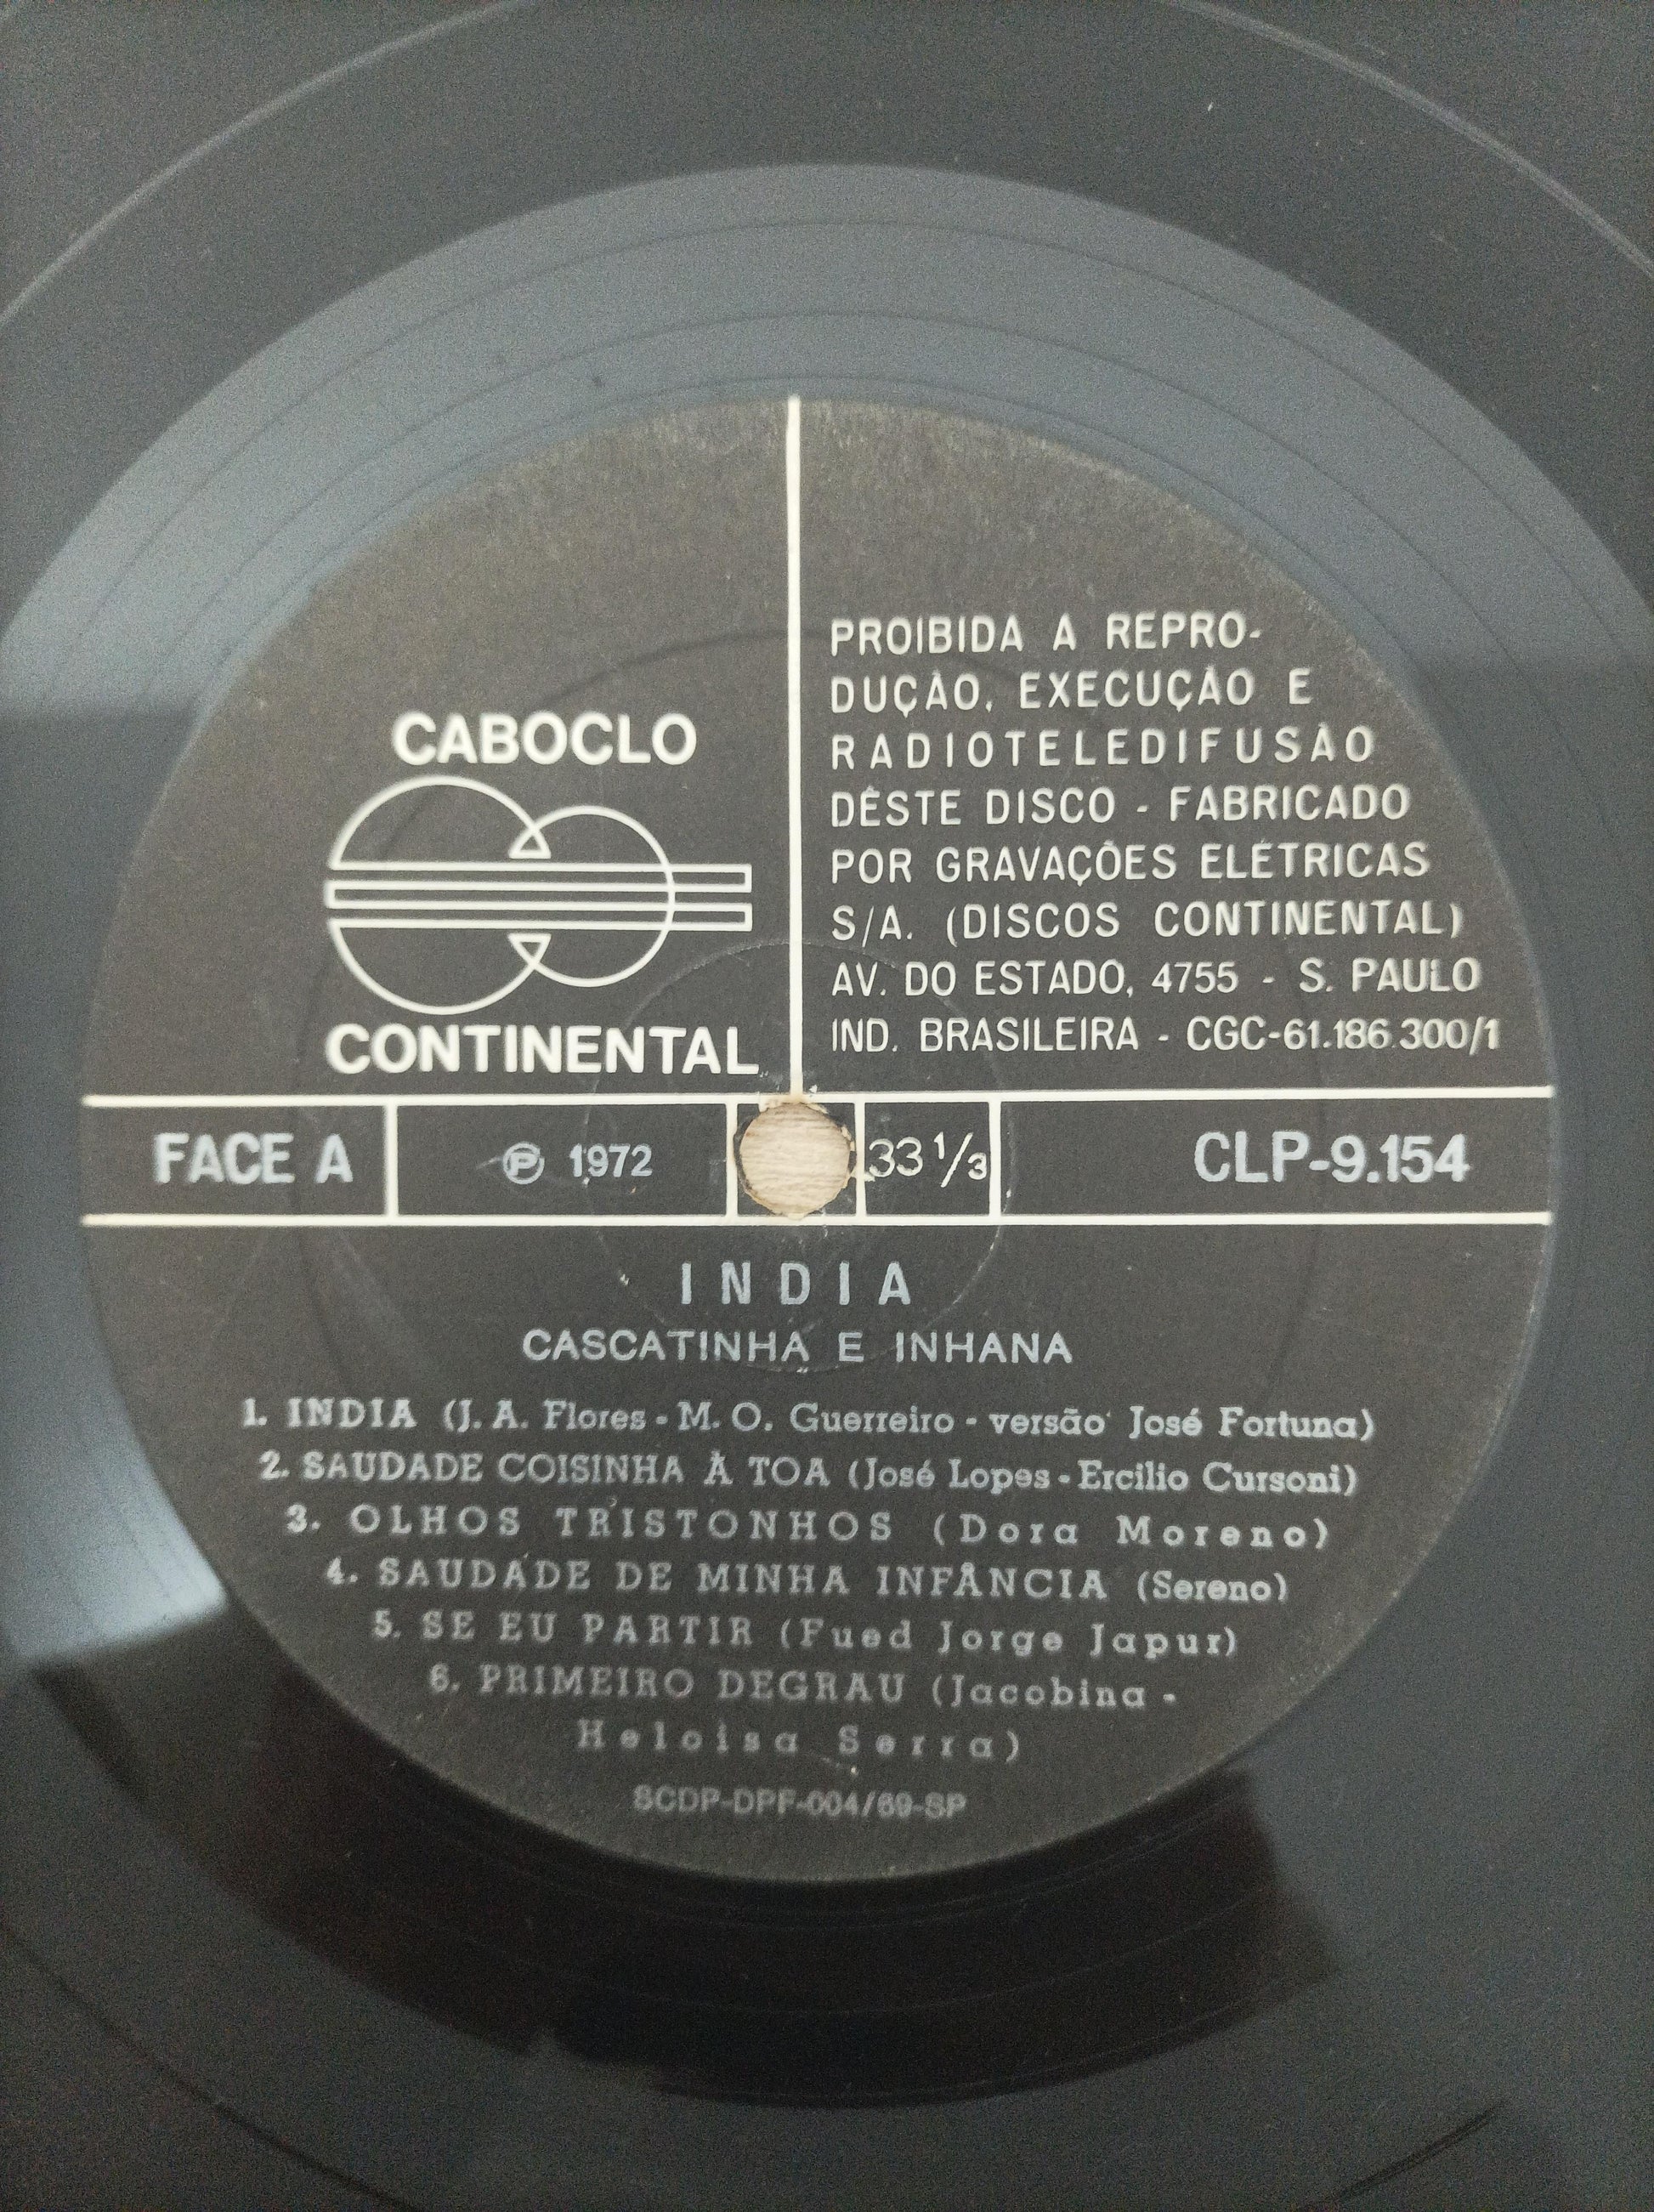 CABOCLO
CONTINENTAL
PROIBIDA A REPRO-
DUÇÃO, EXECUÇÃO E
RADIOTELEDIFUSÃO
DÊSTE DISCO - FABRICADO
POR GRAVAÇÕES ELÉTRICAS
S/A. (DISCOS CONTINENTAL)
AV. DO ESTADO, 4755 - S. PAULO
IND. BRASILEIRA - CGC-61.186.300/1
FACE A
℗ 1972
33 1/3
CLP-9.154
INDIA
CASCATINHA E INHANA
1. INDIA (J. A. Flores - M. O. Guerreiro - versão José Fortuna)
2. SAUDADE COISINHA À TOA (José Lopes - Ercilio Cursoni)
3. OLHOS TRISTONHOS (Dora Moreno)
4. SAUDADE DE MINHA INFÂNCIA (Sereno)
5. SE EU PARTIR (Fued Jorge Japur)
6. PRIMEIRO DEGRAU (Jacobina -
Heloisa Serra)
SCDP-DPF-004/69-SP